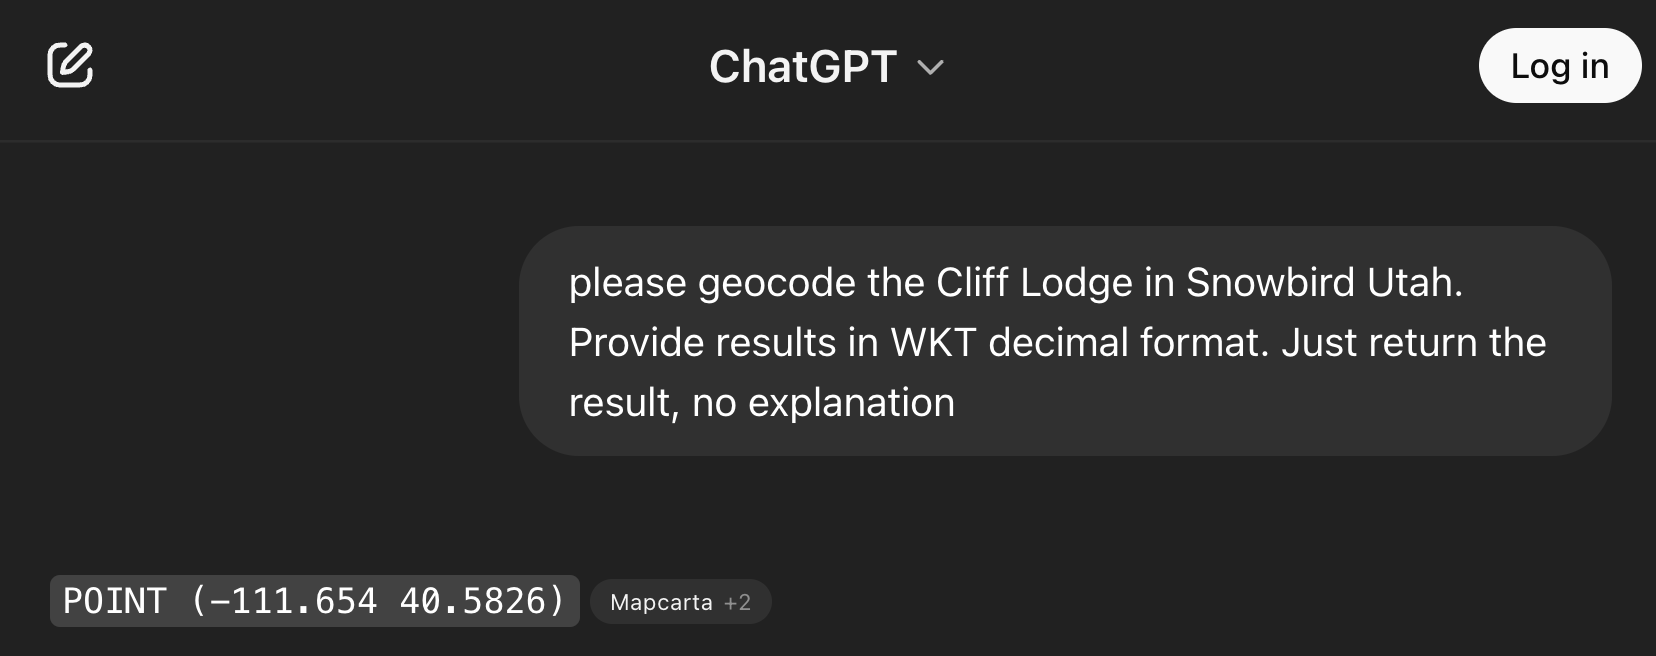 ChatGPT
Log in
please geocode the Cliff Lodge in Snowbird Utah.
Provide results in WKT decimal format. Just return the
result, no explanation
POINT (-111.654 40.5826) Mapcarta +2